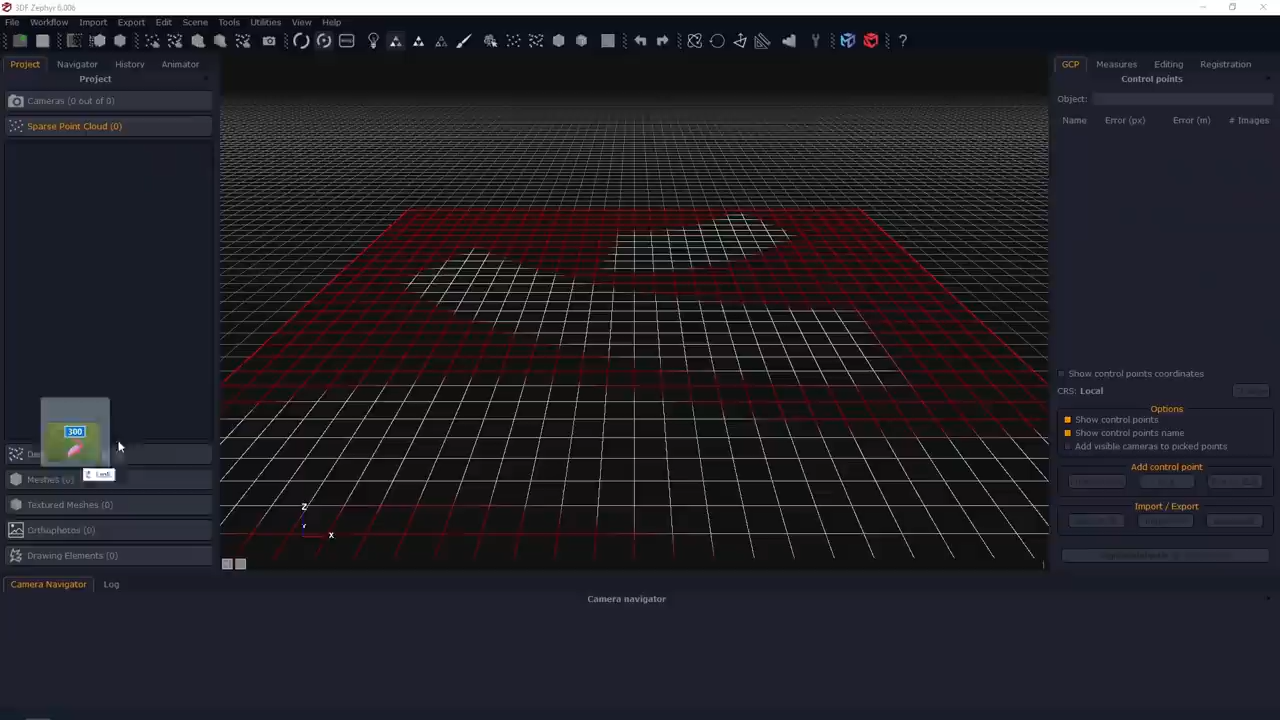 3DF Zephyr 6.006
File Workflow Import Export Edit Scene Tools Utilities View Help
Project Navigator History Animator
GCP Measures Editing Registration
Project
Control points
Cameras (0 out of 0)
Object:
Sparse Point Cloud (0)
Name Error (px) Error (m) # Images
Show control points coordinates
CRS: Local
Options
Show control points
300
Show control points name
Add visible cameras to picked points
Add control point
Meshes (0)
Textured Meshes (0)
Import / Export
Z
Y
X
Orthophotos (0)
Drawing Elements (0)
Camera Navigator Log
Camera navigator